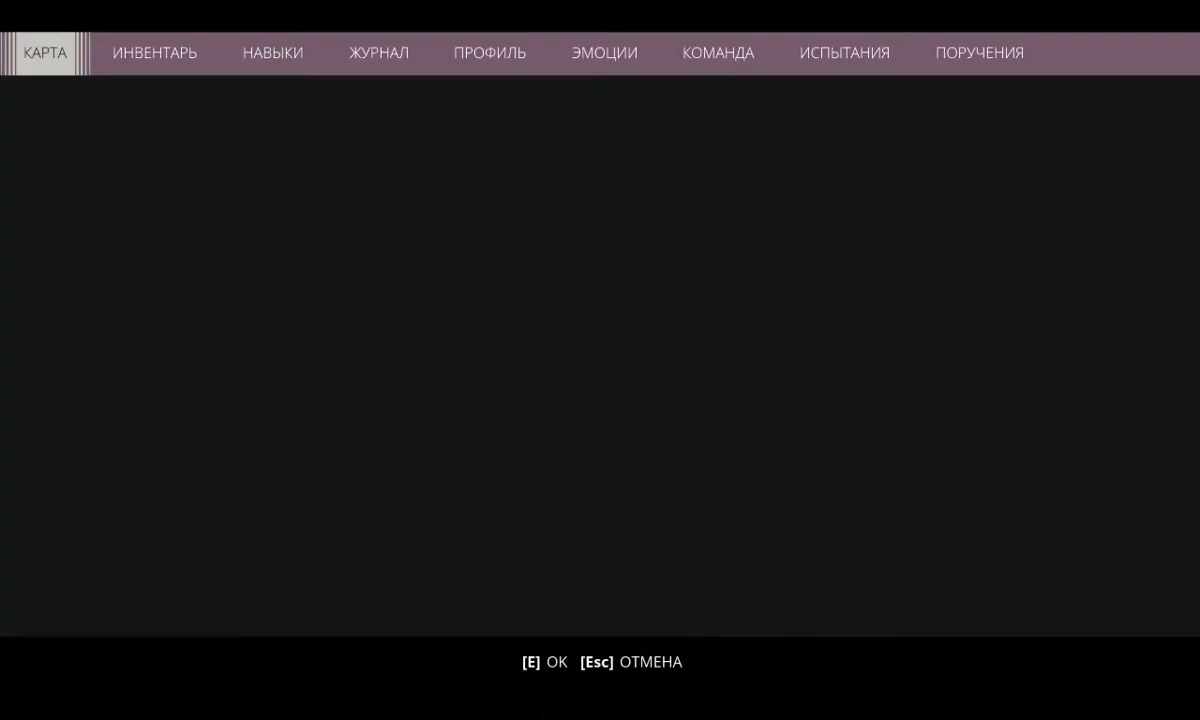 КАРТА ИНВЕНТАРЬ НАВЫКИ ЖУРНАЛ ПРОФИЛЬ ЭМОЦИИ КОМАНДА ИСПЫТАНИЯ ПОРУЧЕНИЯ
[E] OK [Esc] ОТМЕНА